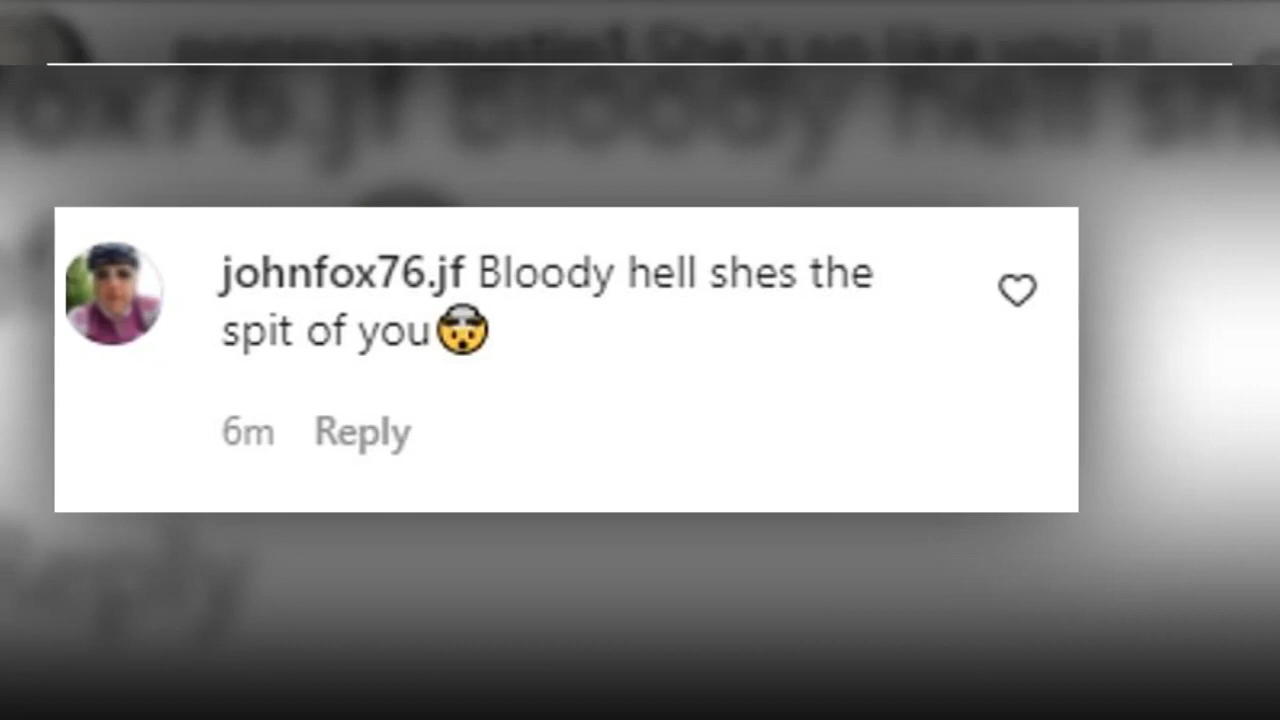 johnfox76.jf Bloody hell shes the
spit of you🤯
6m Reply